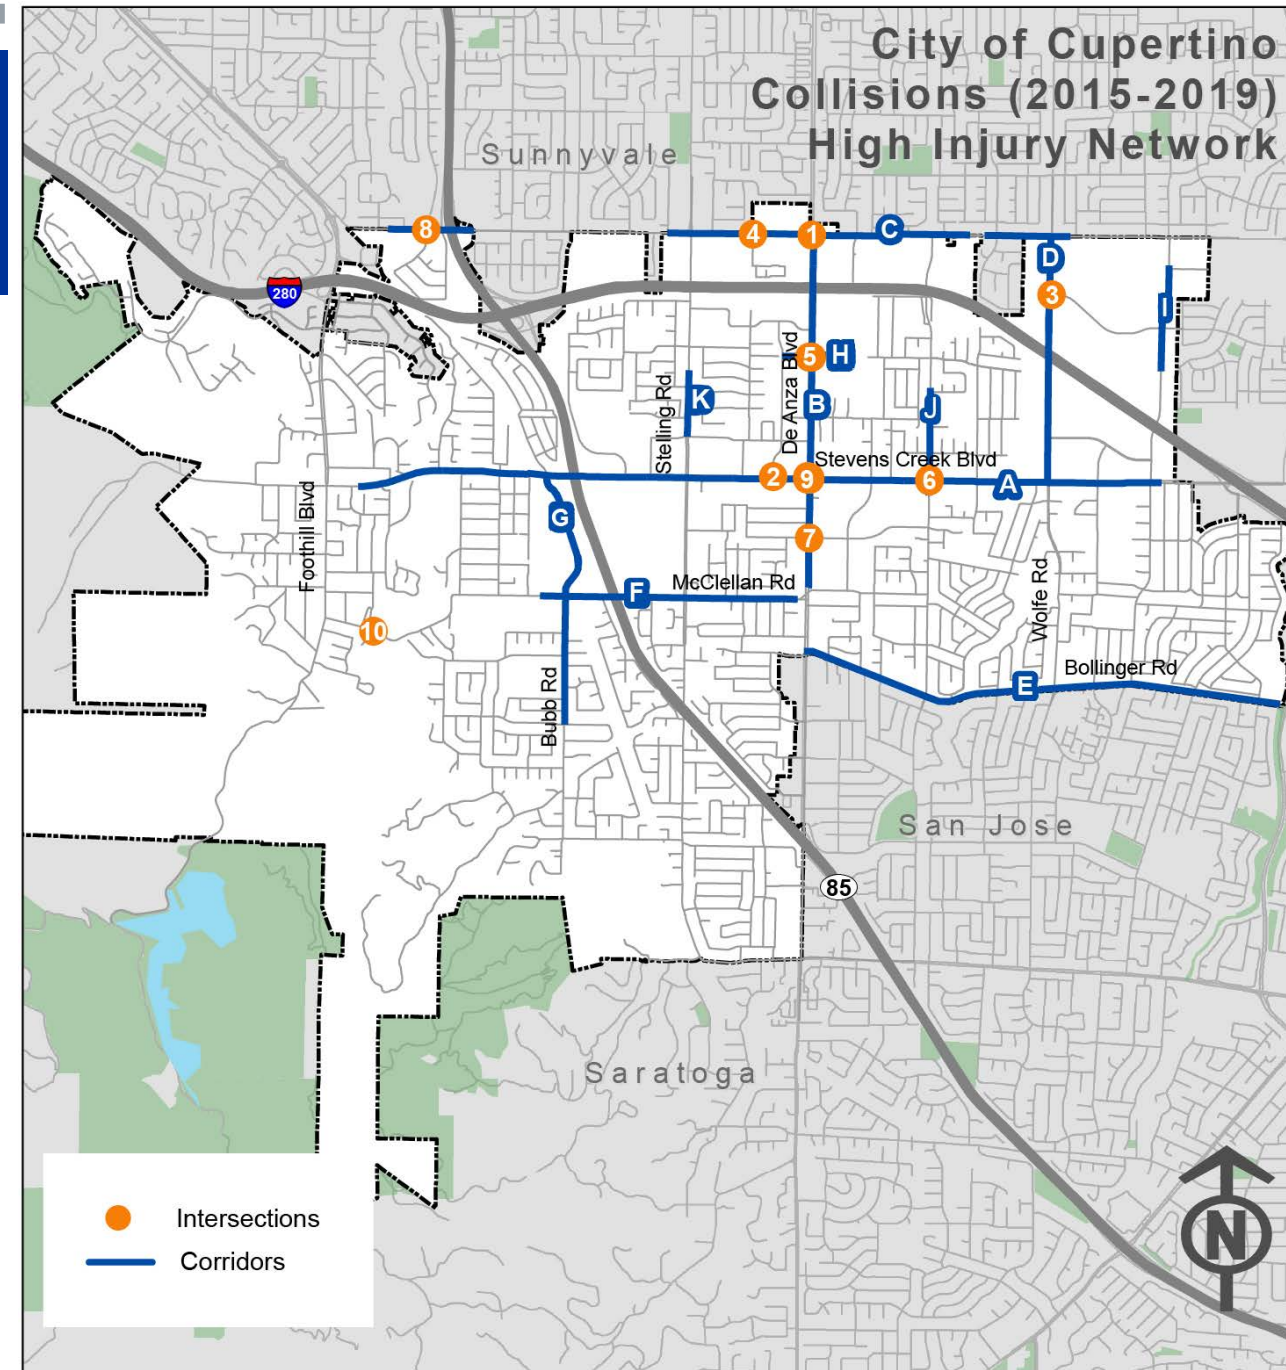 City of Cupertino
Collisions (2015-2019)
High Injury Network
Sunnyvale
8
4
1
C
D
280
3
I
De Anza Blvd
5
H
Stelling Rd
K
B
J
Stevens Creek Blvd
2
9
6
A
Foothill Blvd
G
7
McClellan Rd
F
Wolfe Rd
10
Bubb Rd
Bollinger Rd
E
San Jose
85
Saratoga
Intersections
Corridors
N